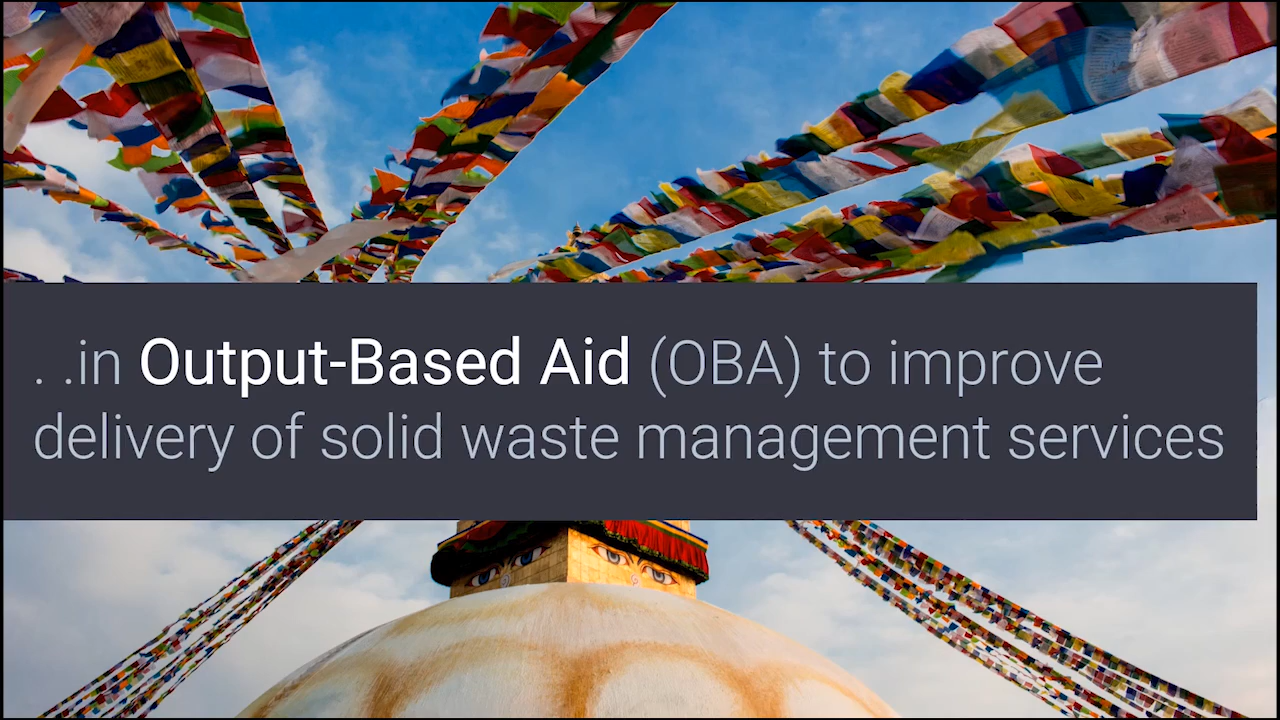 . .in Output-Based Aid (OBA) to improve
delivery of solid waste management services